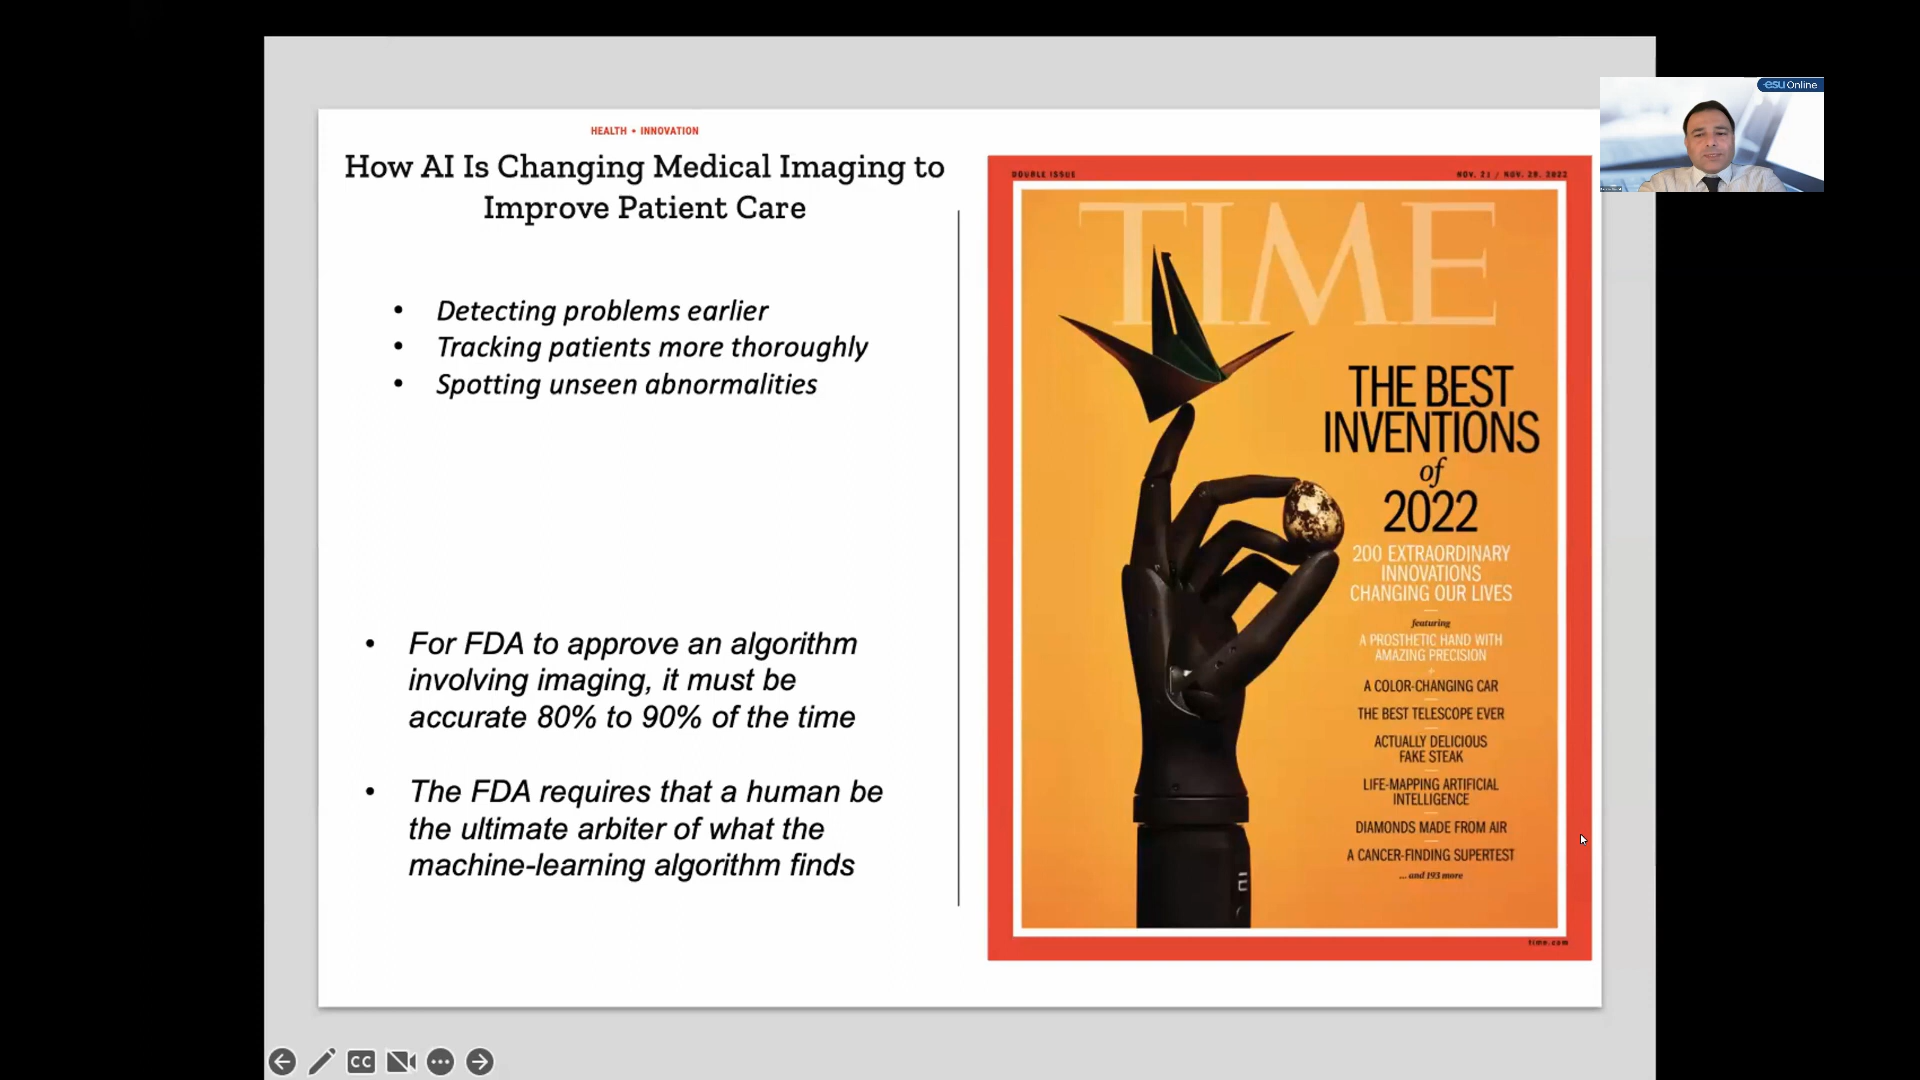 HEALTH • INNOVATION
How AI Is Changing Medical Imaging to
Improve Patient Care
• Detecting problems earlier
• Tracking patients more thoroughly
• Spotting unseen abnormalities
• For FDA to approve an algorithm
involving imaging, it must be
accurate 80% to 90% of the time
• The FDA requires that a human be
the ultimate arbiter of what the
machine-learning algorithm finds
DOUBLE ISSUE
NOV. 21 / NOV. 28, 2022
TIME
THE BEST
INVENTIONS
of
2022
200 EXTRAORDINARY
INNOVATIONS
CHANGING OUR LIVES
featuring
A PROSTHETIC HAND WITH
AMAZING PRECISION
+
A COLOR-CHANGING CAR
THE BEST TELESCOPE EVER
ACTUALLY DELICIOUS
FAKE STEAK
LIFE-MAPPING ARTIFICIAL
INTELLIGENCE
DIAMONDS MADE FROM AIR
A CANCER-FINDING SUPERTEST
... and 193 more
time.com
esu Online
CC